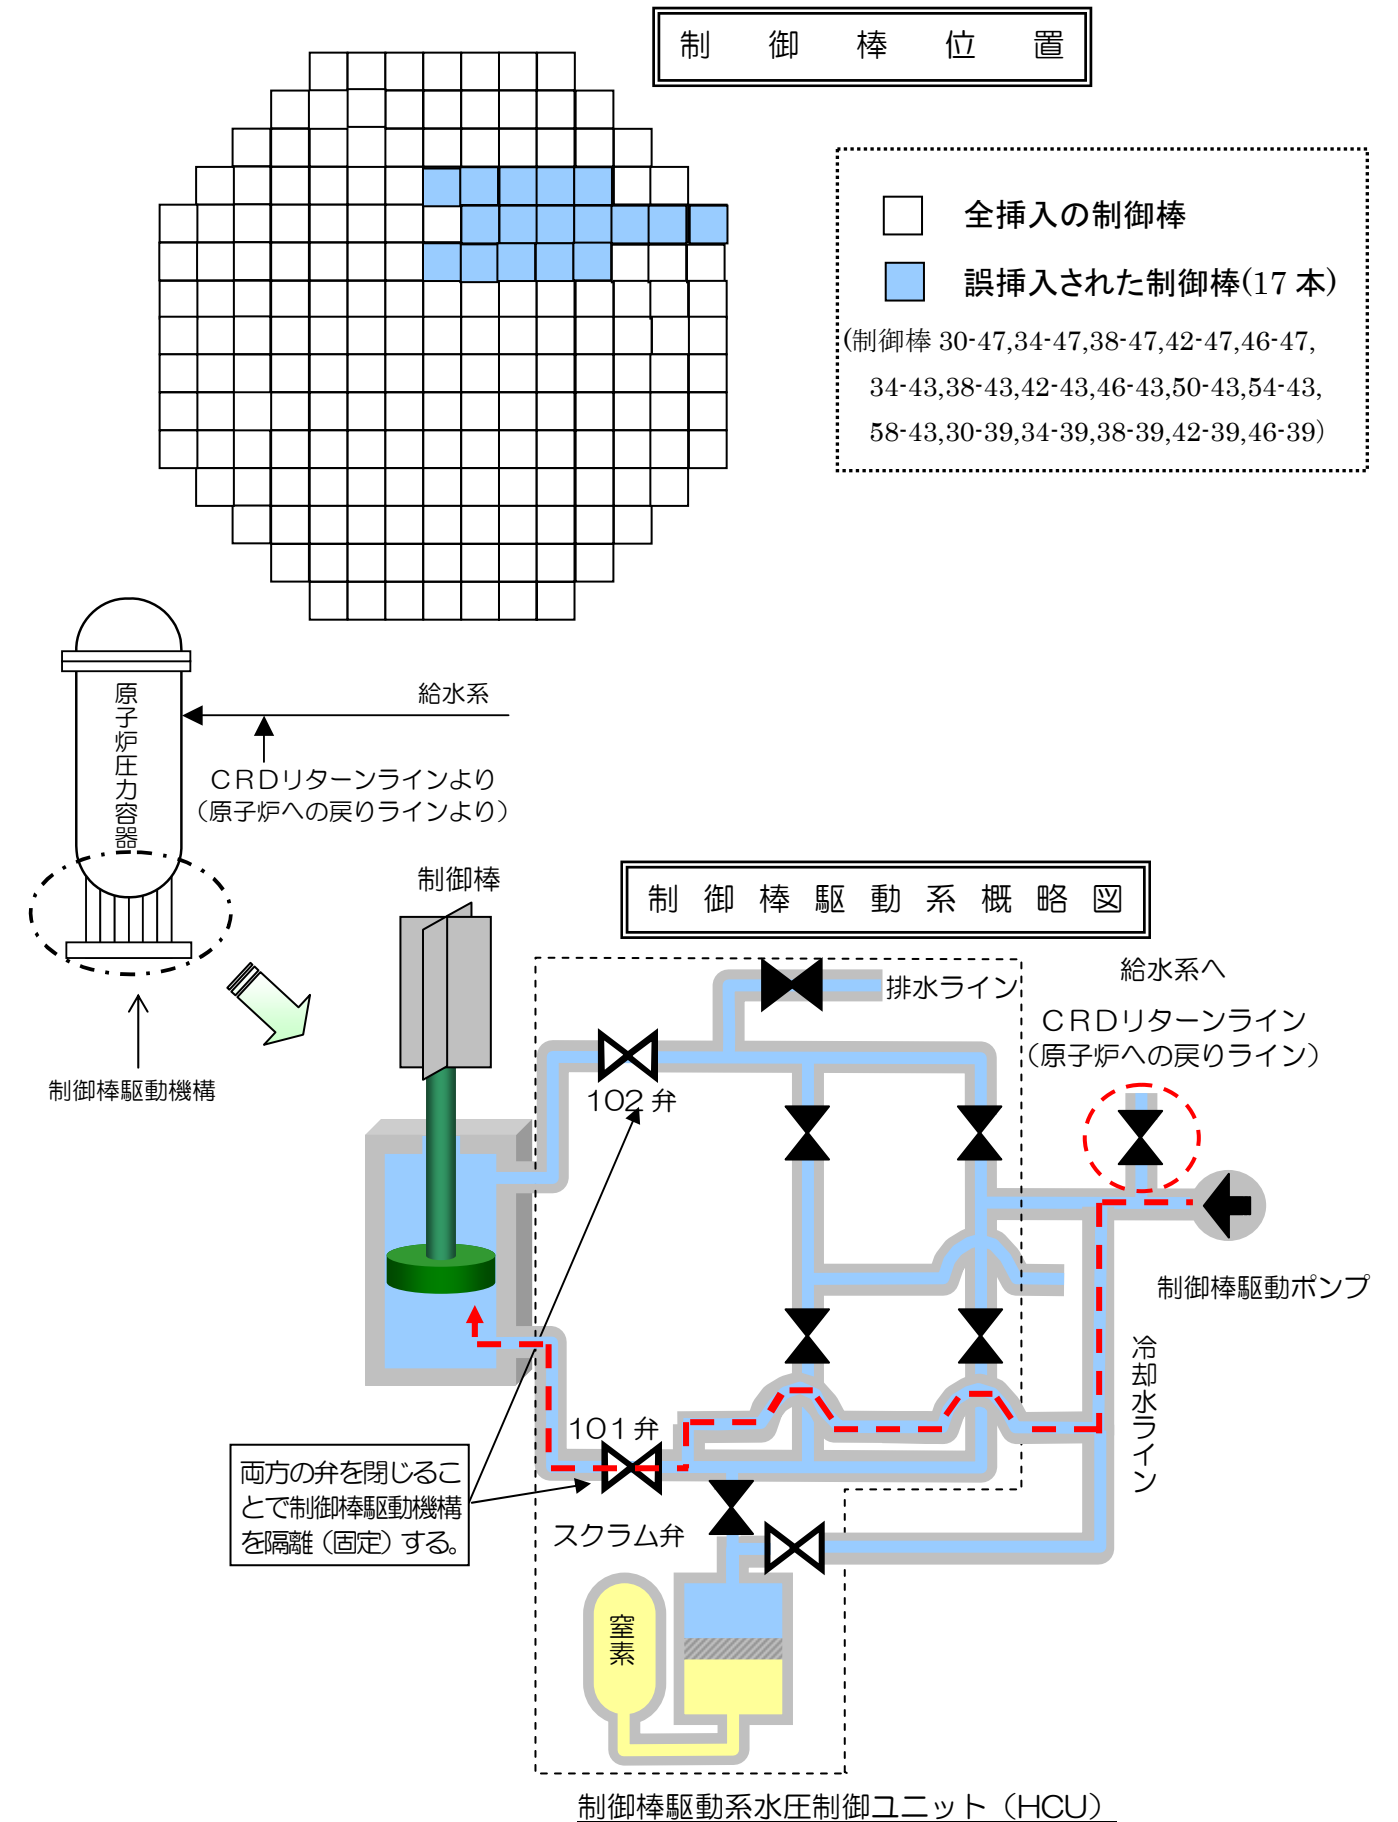 制御棒位置
全挿入の制御棒
誤挿入された制御棒(17 本)
(制御棒 30-47,34-47,38-47,42-47,46-47,
34-43,38-43,42-43,46-43,50-43,54-43,
58-43,30-39,34-39,38-39,42-39,46-39)
原子炉圧力容器
給水系
CRDリターンラインより
(原子炉への戻りラインより)
制御棒駆動機構
制御棒
制御棒駆動系概略図
排水ライン
給水系へ
CRDリターンライン
(原子炉への戻りライン)
102 弁
制御棒駆動ポンプ
冷却水ライン
101 弁
両方の弁を閉じるこ
とで制御棒駆動機構
を隔離(固定)する。
スクラム弁
窒素
制御棒駆動系水圧制御ユニット(HCU)